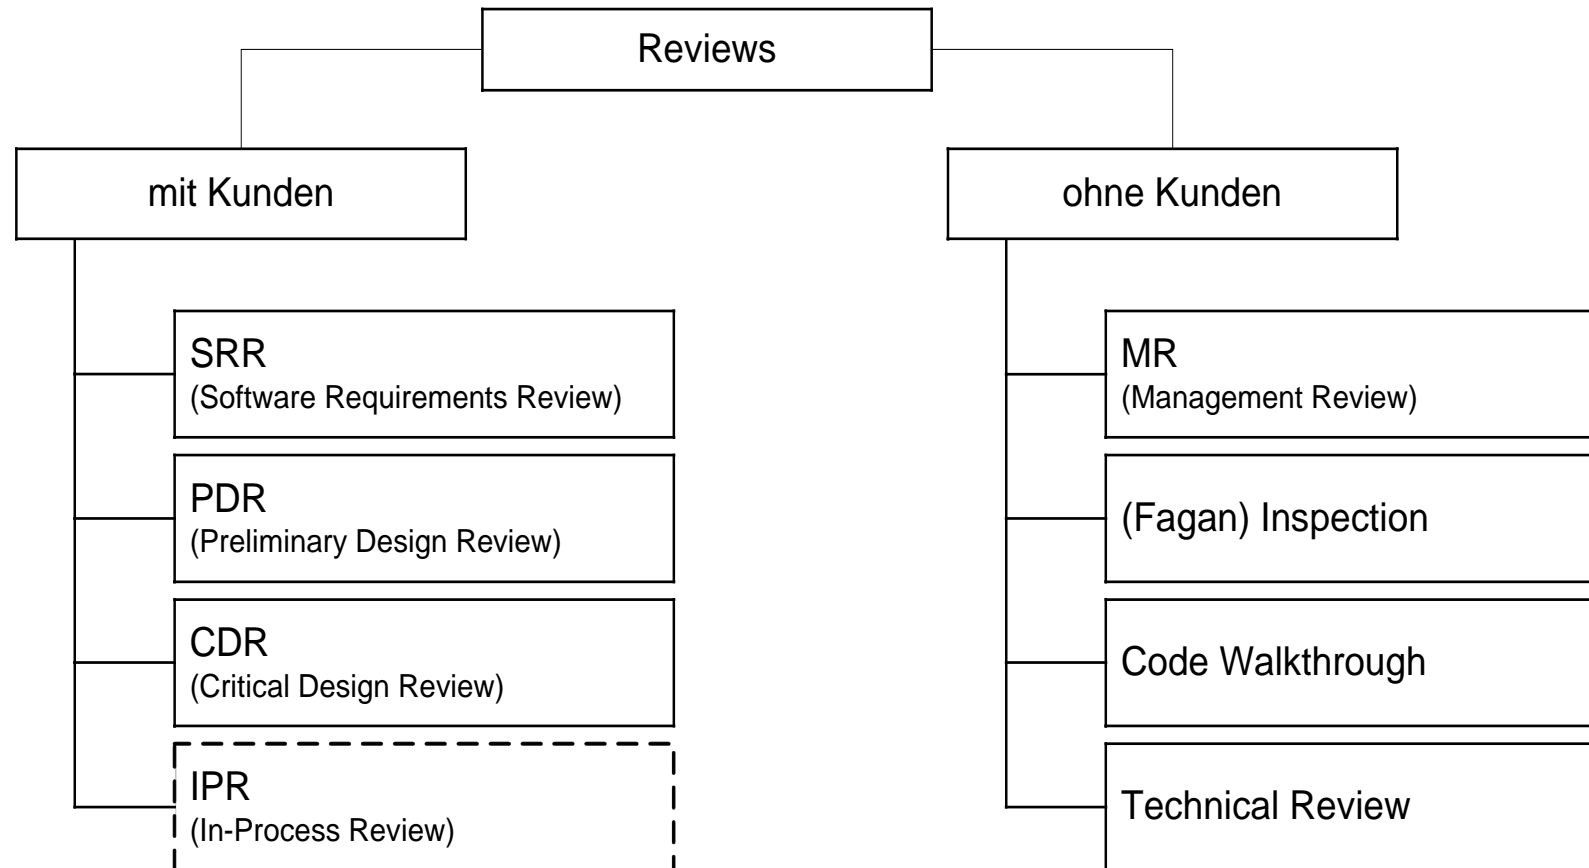 Reviews
mit Kunden
ohne Kunden
SRR
(Software Requirements Review)
PDR
(Preliminary Design Review)
CDR
(Critical Design Review)
IPR
(In-Process Review)
MR
(Management Review)
(Fagan) Inspection
Code Walkthrough
Technical Review